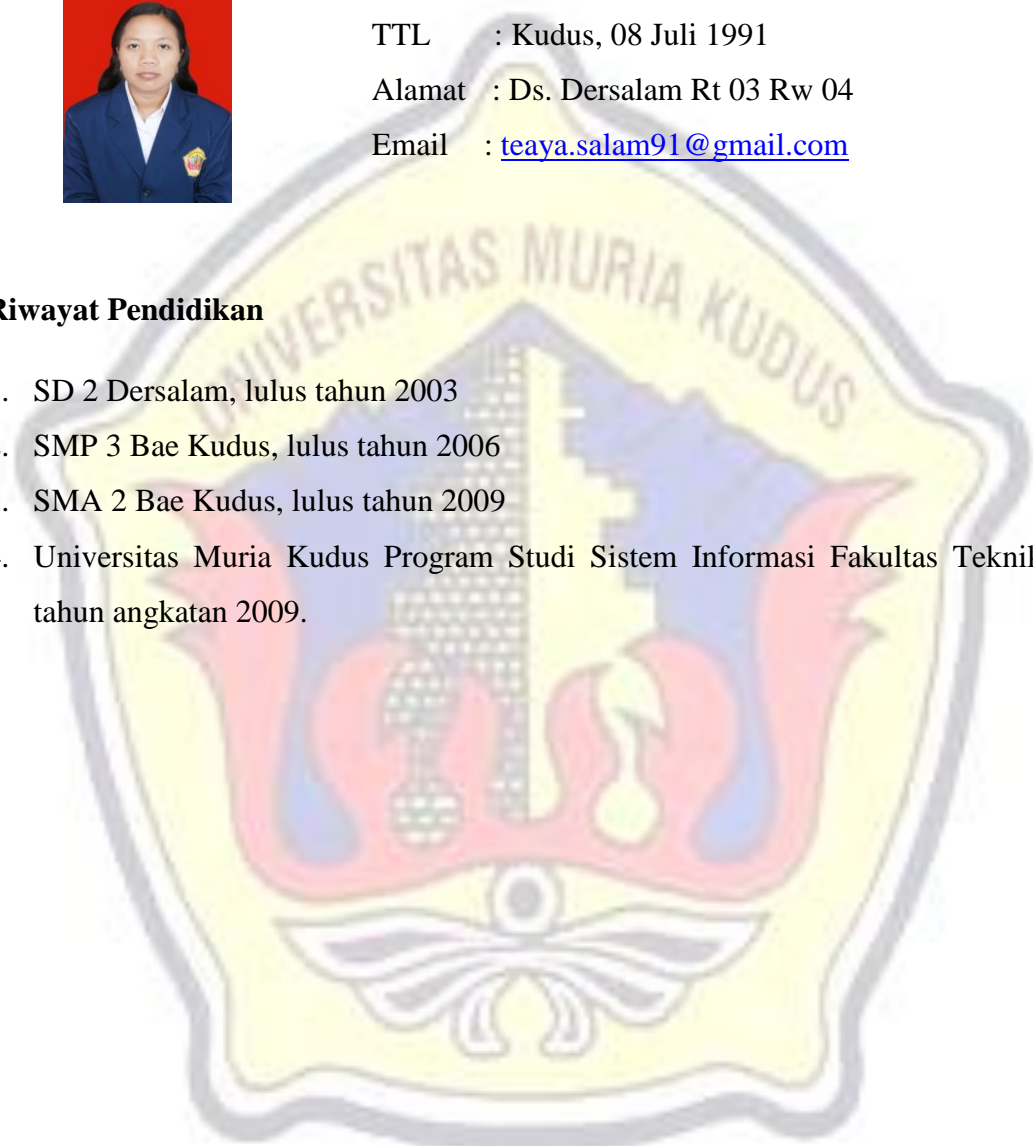 TTL : Kudus, 08 Juli 1991
Alamat : Ds. Dersalam Rt 03 Rw 04
Email : teaya.salam91@gmail.com
UNIVERSITAS MURIA KUDUS
Riwayat Pendidikan
. SD 2 Dersalam, lulus tahun 2003
. SMP 3 Bae Kudus, lulus tahun 2006
. SMA 2 Bae Kudus, lulus tahun 2009
. Universitas Muria Kudus Program Studi Sistem Informasi Fakultas Teknik
tahun angkatan 2009.